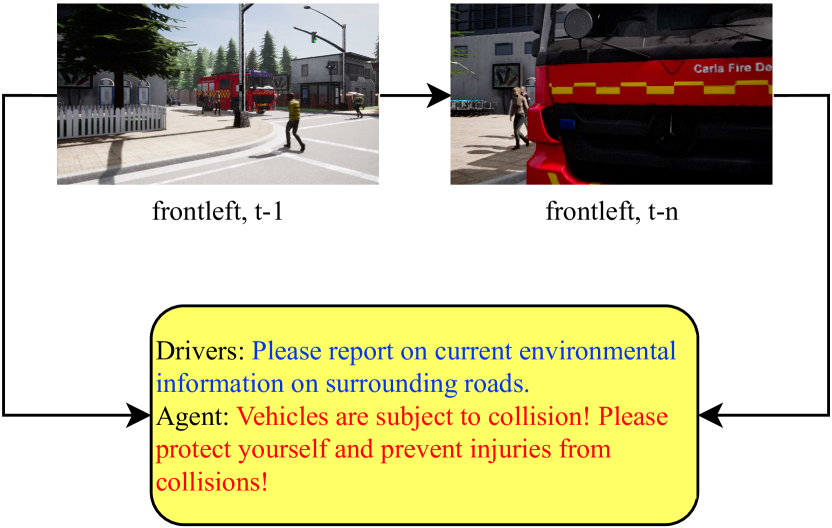 Carla Fire De
frontleft, t-1
frontleft, t-n
Drivers: Please report on current environmental
information on surrounding roads.
Agent: Vehicles are subject to collision! Please
protect yourself and prevent injuries from
collisions!